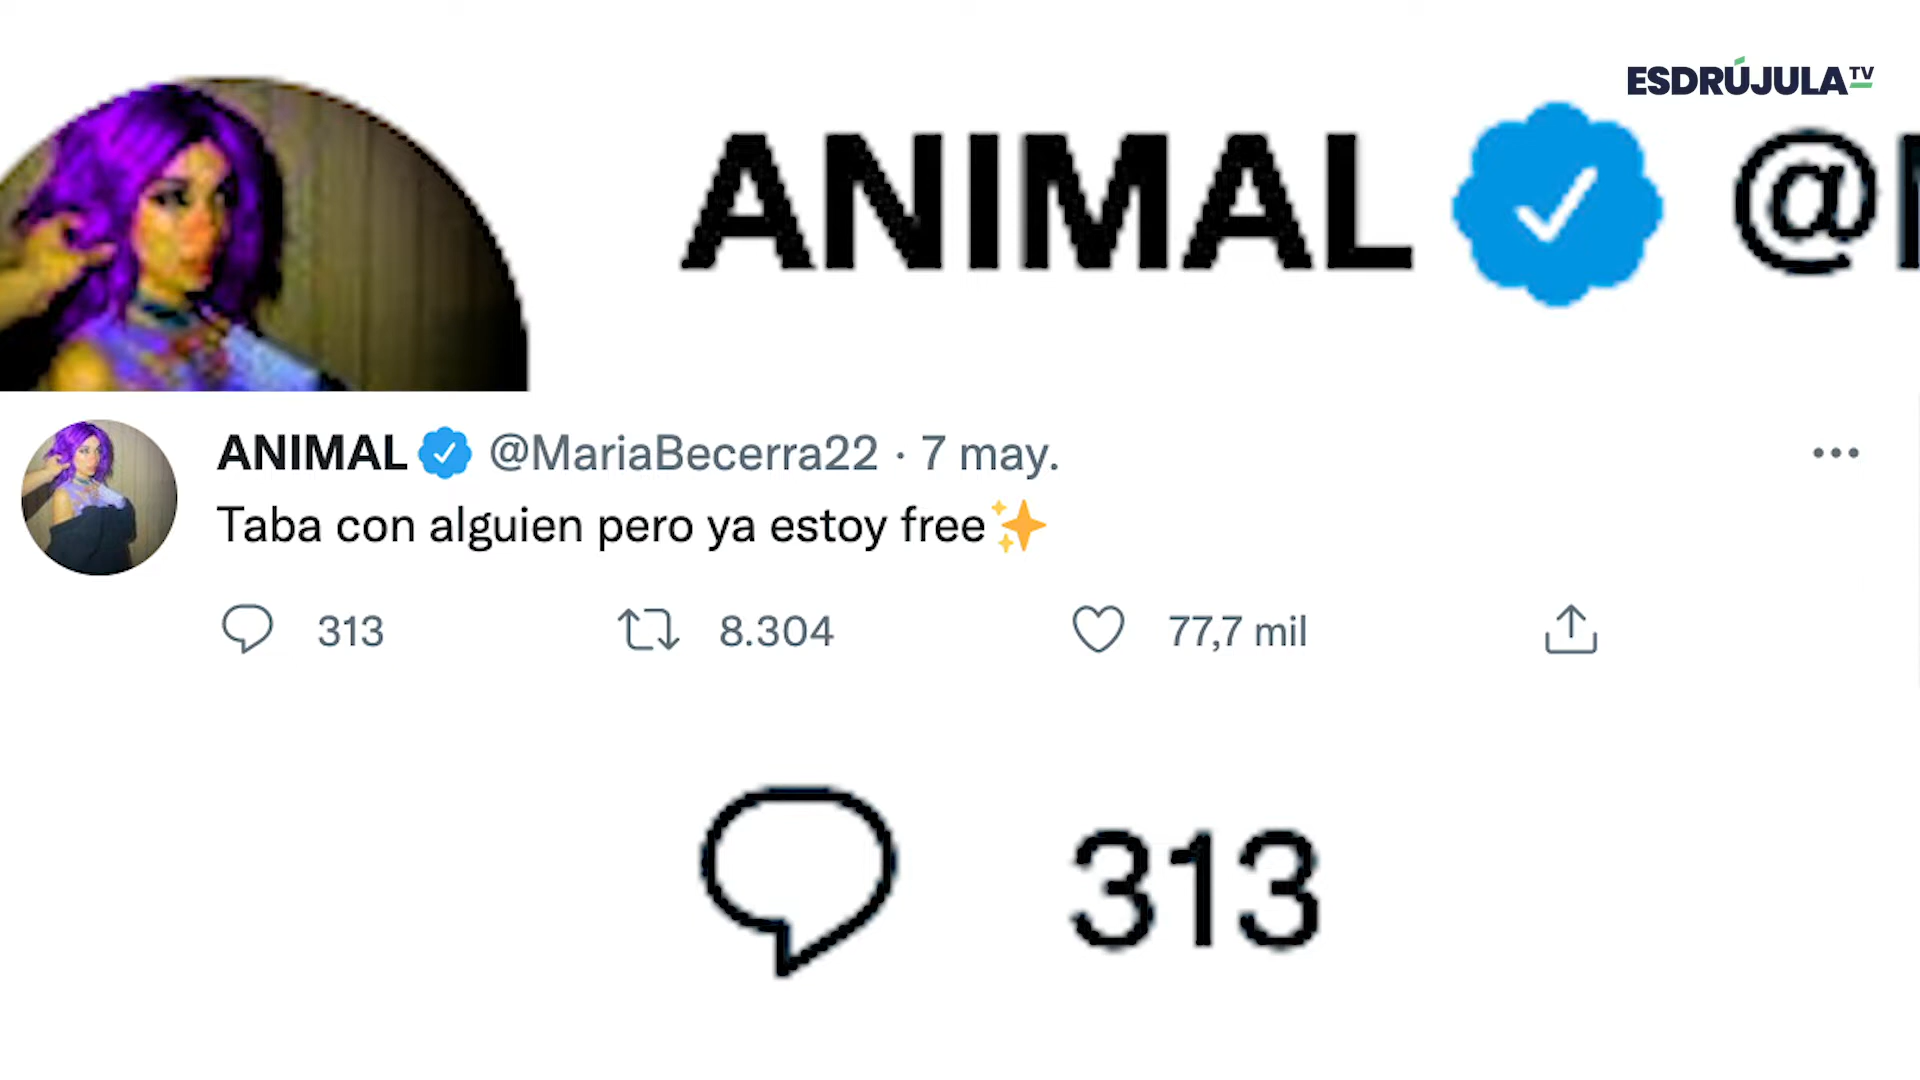 ESDRÚJULA TV
ANIMAL @
ANIMAL @MariaBecerra22 · 7 may.
Taba con alguien pero ya estoy free✨
313 8.304 77,7 mil
313